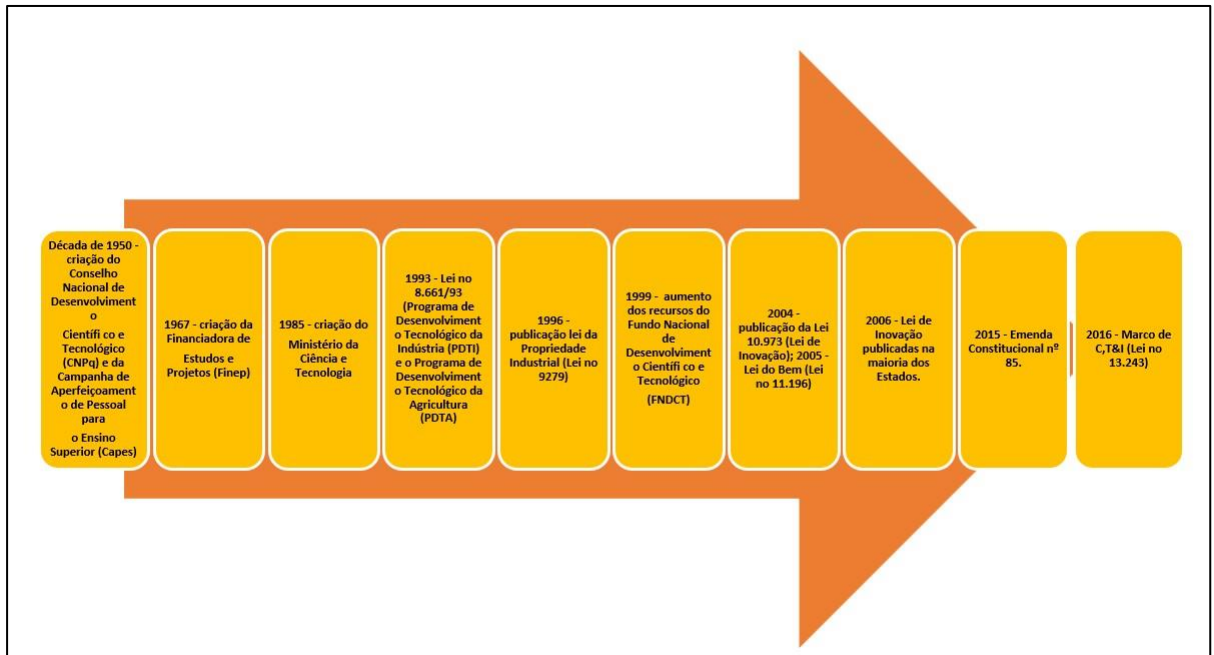 Década de 1950 -
criação do
Conselho
Nacional de
Desenvolviment
o
Científi co e
Tecnológico
(CNPq) e da
Campanha de
Aperfeiçoament
o de Pessoal
para
o Ensino
Superior (Capes)
1967 - criação da
Financiadora de
Estudos e
Projetos (Finep)
1985 - criação do
Ministério da
Ciência e
Tecnologia
1993 - Lei no
8.661/93
(Programa de
Desenvolviment
o Tecnológico da
Indústria (PDTI)
e o Programa de
Desenvolviment
o Tecnológico da
Agricultura
(PDTA)
1996 -
publicação lei da
Propriedade
Industrial (Lei no
9279)
1999 -  aumento
dos recursos do
Fundo Nacional
de
Desenvolviment
o Científi co e
Tecnológico
(FNDCT)
2004 -
publicação da Lei
10.973 (Lei de
Inovação); 2005 -
Lei do Bem (Lei
no 11.196)
2006 - Lei de
Inovação
publicadas na
maioria dos
Estados.
2015 - Emenda
Constitucional nº
85.
2016 - Marco de
C,T&I (Lei no
13.243)